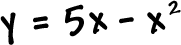 y = 5x - x²